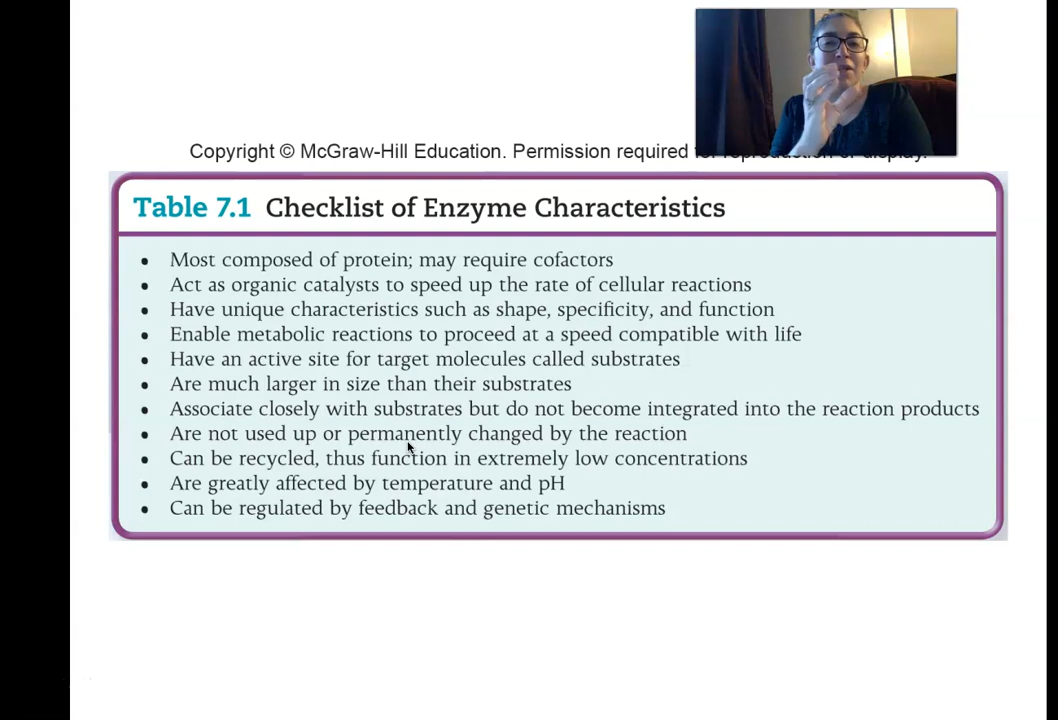 Copyright © McGraw-Hill Education. Permission required for reproduction or display.
Table 7.1 Checklist of Enzyme Characteristics
• Most composed of protein; may require cofactors
• Act as organic catalysts to speed up the rate of cellular reactions
• Have unique characteristics such as shape, specificity, and function
• Enable metabolic reactions to proceed at a speed compatible with life
• Have an active site for target molecules called substrates
• Are much larger in size than their substrates
• Associate closely with substrates but do not become integrated into the reaction products
• Are not used up or permanently changed by the reaction
• Can be recycled, thus function in extremely low concentrations
• Are greatly affected by temperature and pH
• Can be regulated by feedback and genetic mechanisms